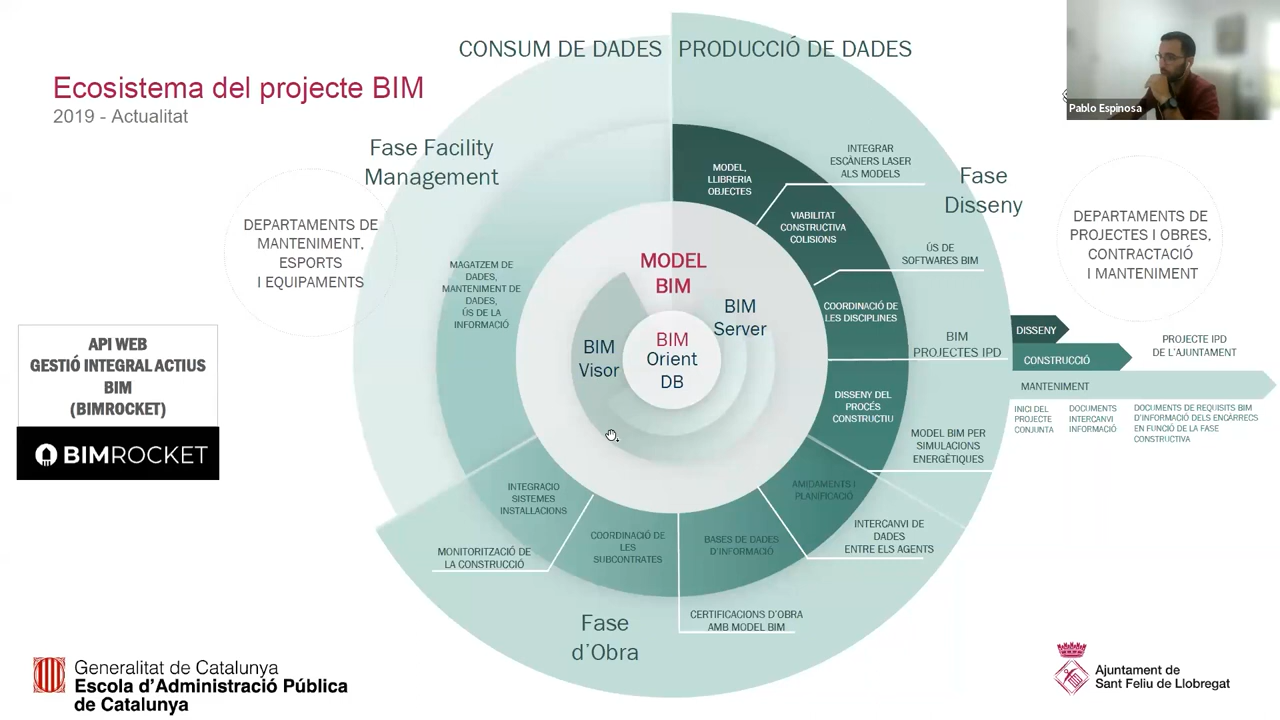 CONSUM DE DADES
PRODUCCIÓ DE DADES
Ecosistema del projecte BIM
2019 - Actualitat
Pablo Espinosa
Fase Facility
Management
Fase
Disseny
DEPARTAMENTS DE
MANTENIMENT,
ESPORTS
I EQUIPAMENTS
DEPARTAMENTS DE
PROJECTES I OBRES,
CONTRACTACIÓ
I MANTENIMENT
MODEL,
LLIBRERIA
OBJECTES
INTEGRAR
ESCÀNERS LASER
ALS MODELS
VIABILITAT
CONSTRUCTIVA
COLISIONS
ÚS DE
SOFTWARES BIM
COORDINACIÓ DE
LES DISCIPLINES
BIM
PROJECTES IPD
DISSENY DEL
PROCÉS
CONSTRUCTIU
MODEL BIM PER
SIMULACIONS
ENERGÈTIQUES
AMIDAMENTS I
PLANIFICACIÓ
INTERCANVI DE
DADES
ENTRE ELS AGENTS
BASES DE DADES
D'INFORMACIÓ
CERTIFICACIONS D'OBRA
AMB MODEL BIM
COORDINACIÓ DE
LES
SUBCONTRATES
INTEGRACIO
SISTEMES
INSTALLACIONS
MONITORITZACIÓ DE
LA CONSTRUCCIÓ
MAGATZEM DE
DADES,
MANTENIMENT DE
DADES,
ÚS DE LA
INFORMACIÓ
MODEL
BIM
BIM
Server
BIM
Visor
BIM
Orient
DB
Fase
d'Obra
API WEB
GESTIÓ INTEGRAL ACTIUS
BIM
(BIMROCKET)
BIMROCKET
DISSENY
CONSTRUCCIÓ
MANTENIMENT
PROJECTE IPD
DE L'AJUNTAMENT
INICI DEL
PROJECTE
CONJUNTA
DOCUMENTS
INTERCANVI
INFORMACIÓ
DOCUMENTS DE REQUISITS BIM
D'INFORMACIÓ DELS ENCÀRRECS
EN FUNCIÓ DE LA FASE
CONSTRUCTIVA
Generalitat de Catalunya
Escola d'Administració Pública
de Catalunya
Ajuntament de
Sant Feliu de Llobregat